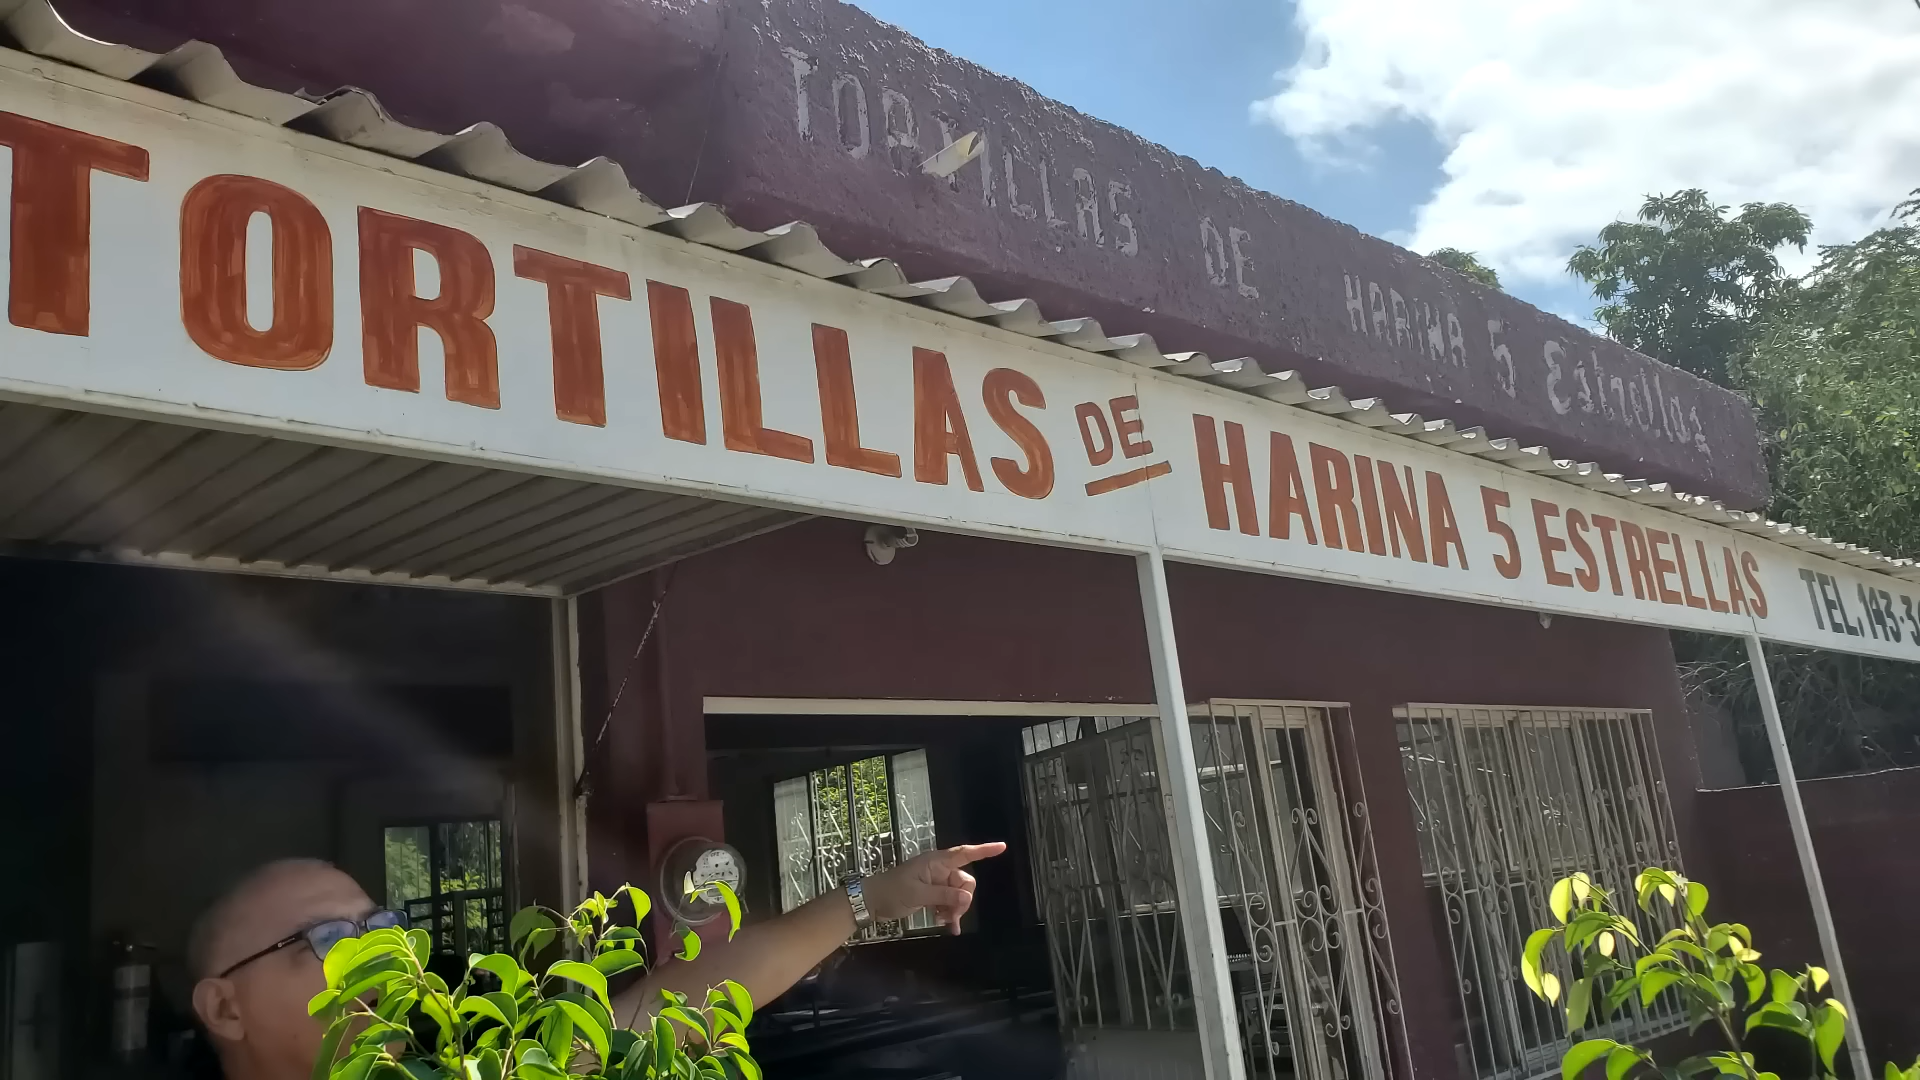 TORTILLAS DE HARINA 5 Estrellas
TORTILLAS DE HARINA 5 ESTRELLAS TEL. 143-3